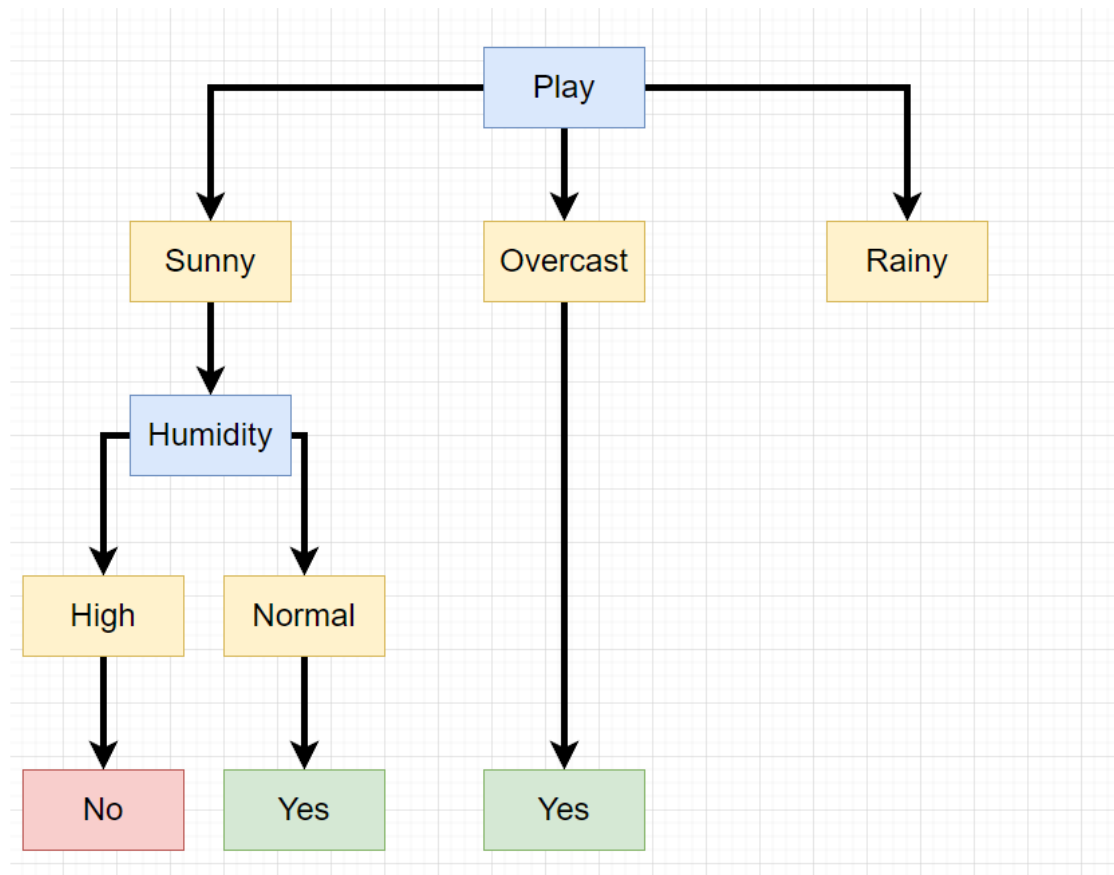 Play
Sunny
Overcast
Rainy
Humidity
High
Normal
No
Yes
Yes